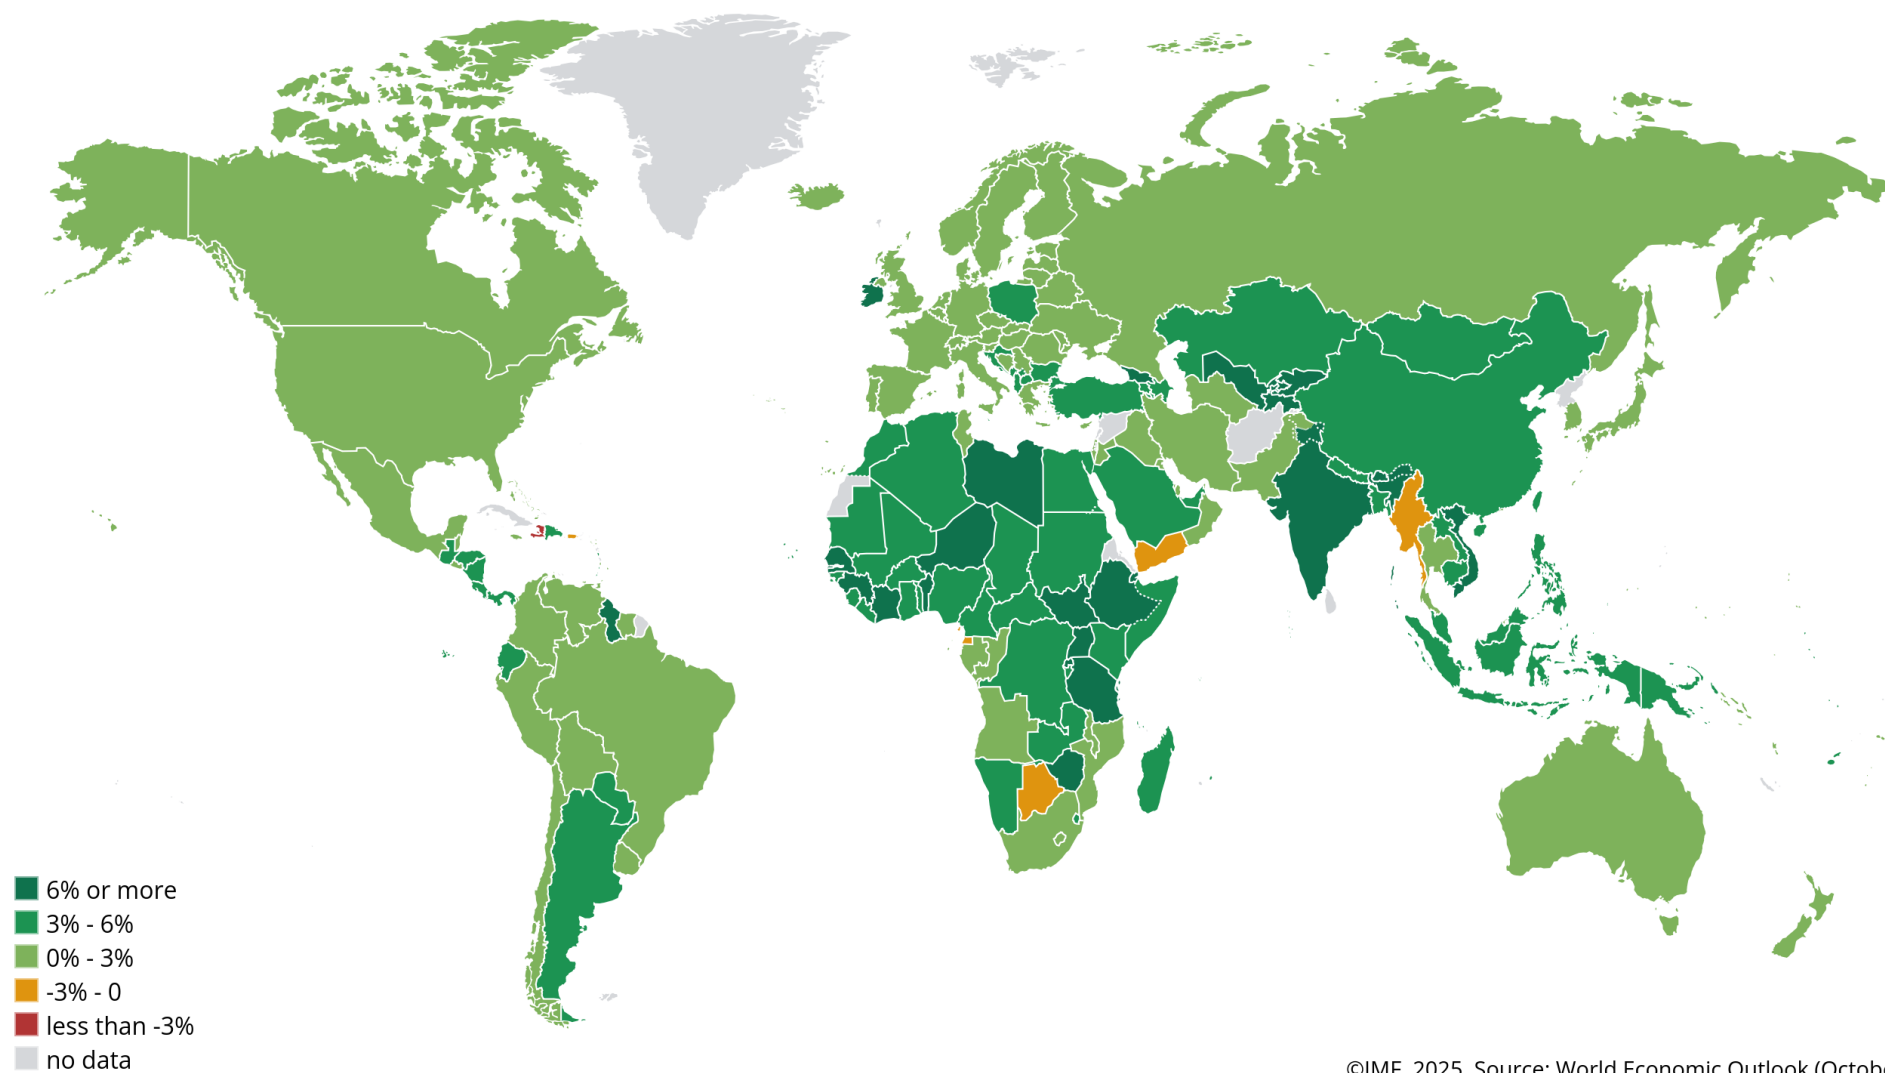 6% or more
3% - 6%
0% - 3%
-3% - 0
less than -3%
no data
©IMF, 2025, Source: World Economic Outlook